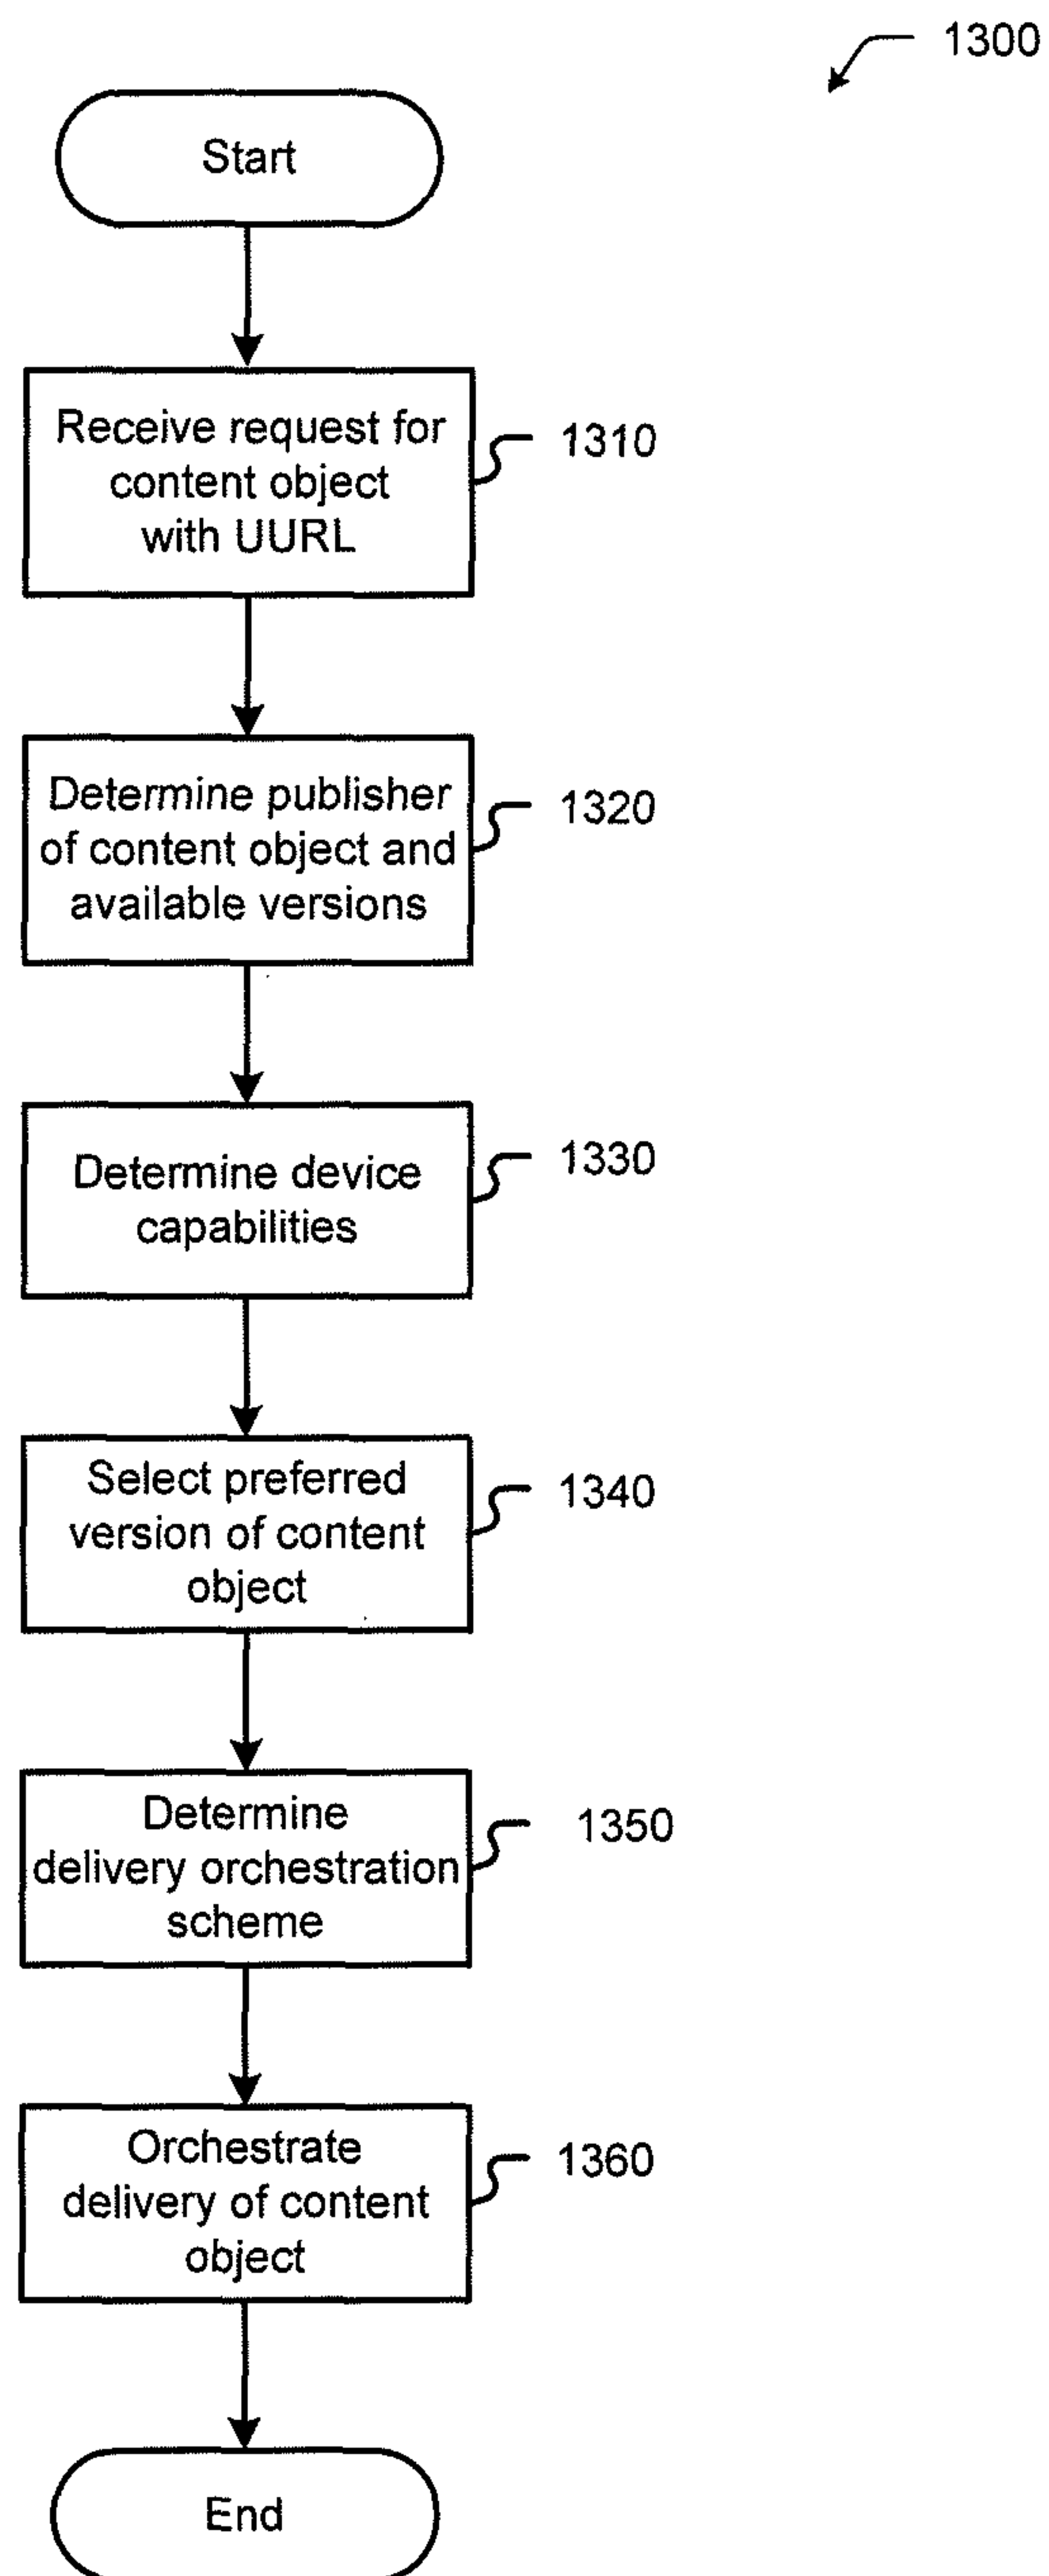 1300
Start
Receive request for
content object
with UURL
1310
Determine publisher
of content object and
available versions
1320
Determine device
capabilities
1330
Select preferred
version of content
object
1340
Determine
delivery orchestration
scheme
1350
Orchestrate
delivery of content
object
1360
End